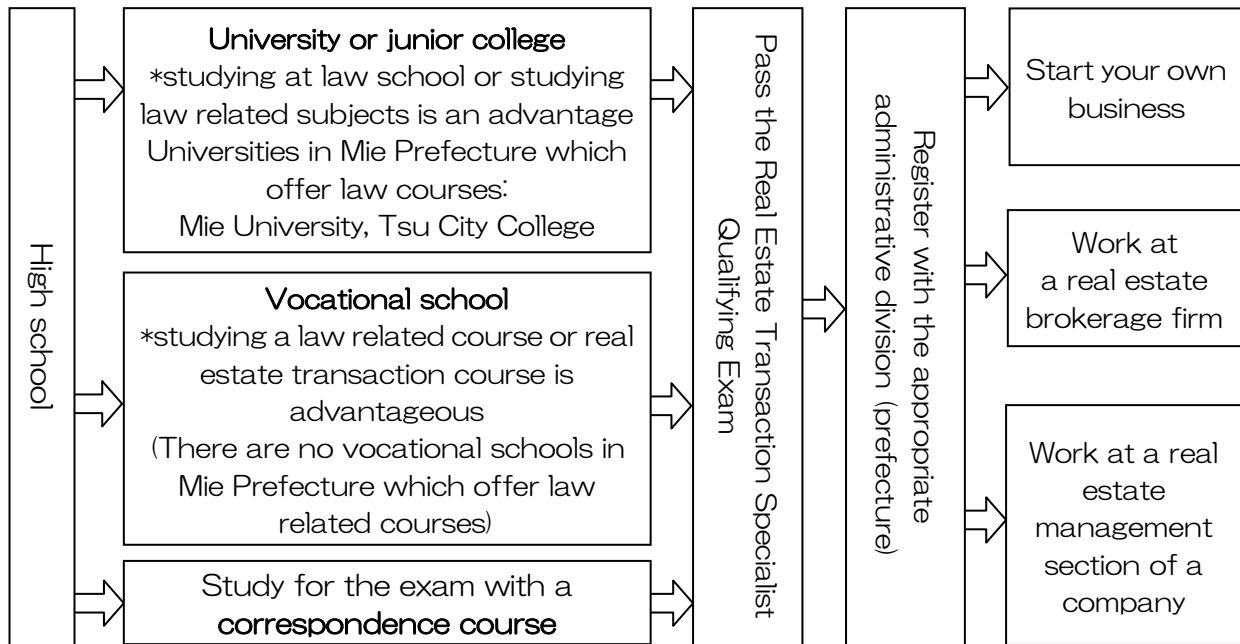 High school
University or junior college
*studying at law school or studying
law related subjects is an advantage
Universities in Mie Prefecture which
offer law courses:
Mie University, Tsu City College
Vocational school
*studying a law related course or real
estate transaction course is
advantageous
(There are no vocational schools in
Mie Prefecture which offer law
related courses)
Study for the exam with a
correspondence course
Pass the Real Estate Transaction Specialist
Qualifying Exam
Register with the appropriate
administrative division (prefecture)
Start your own
business
Work at
a real estate
brokerage firm
Work at a real
estate
management
section of a
company